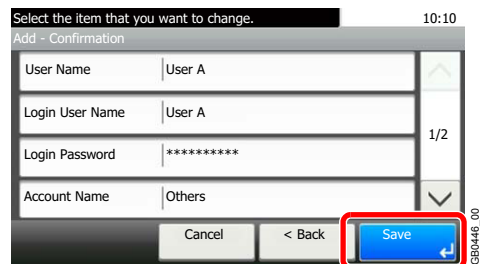 Select the item that you want to change.
10:10
Add - Confirmation
User Name User A
Login User Name User A
1/2
Login Password **********
Account Name Others
Cancel < Back Save
GB0446_00